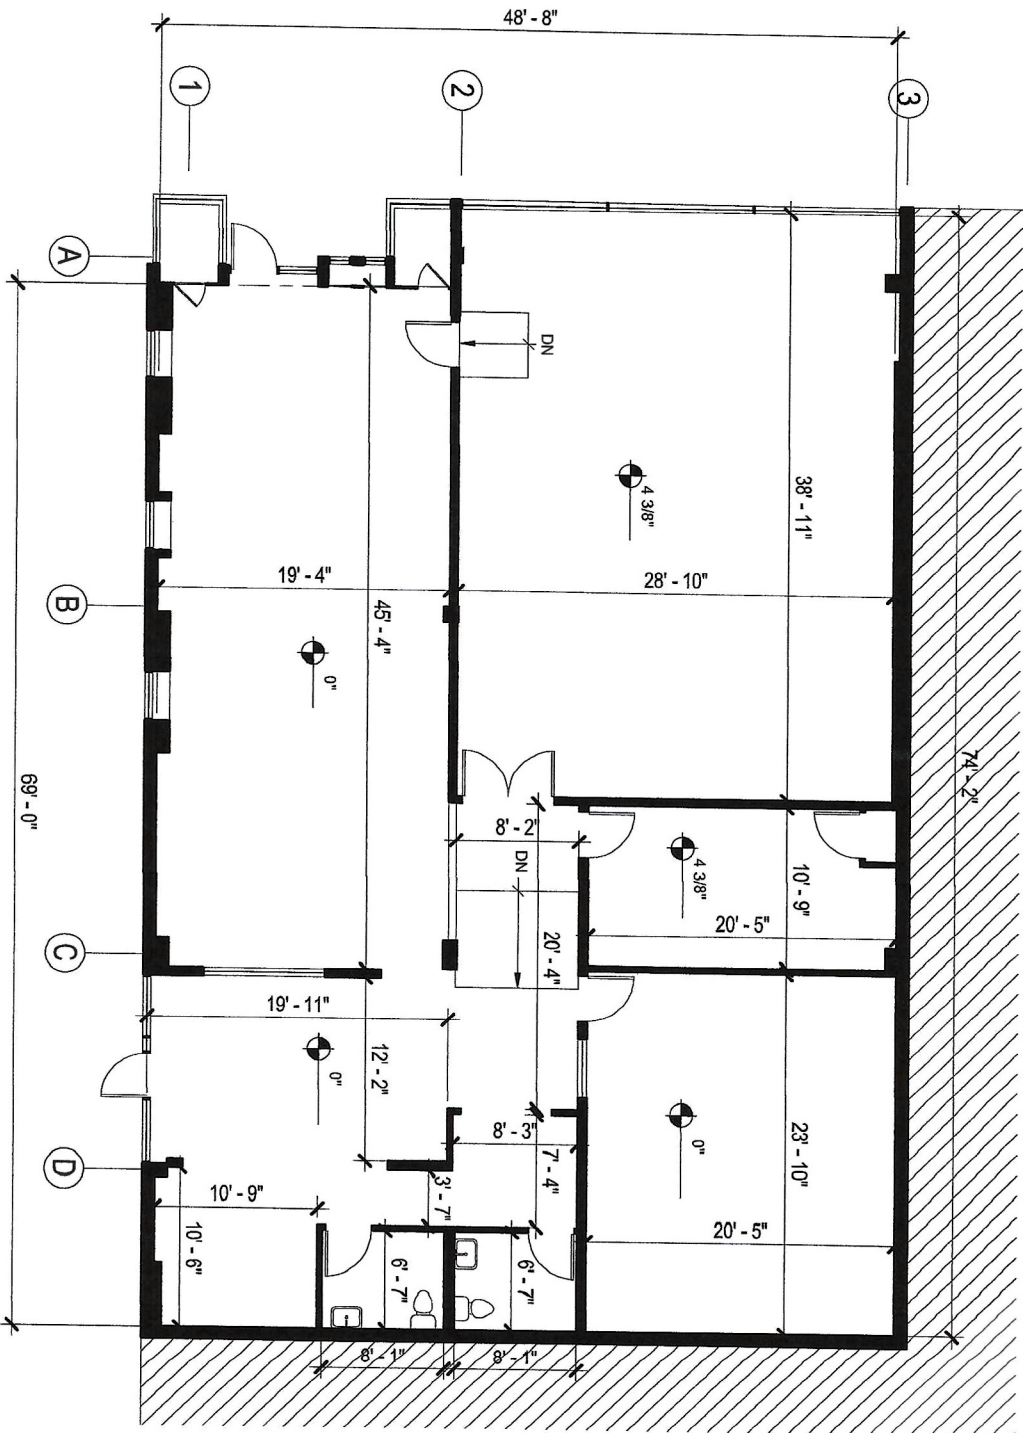 48' - 8"
1
2
3
A
DN
4 3/8"
38' - 11"
19' - 4"
28' - 10"
B
45' - 4"
0"
74' - 2"
69' - 0"
8' - 2"
4 3/8"
DN
10' - 9"
20' - 5"
C
20' - 4"
19' - 11"
12' - 2"
0"
0"
8' - 3"
23' - 10"
D
7' - 4"
10' - 9"
3' - 7"
20' - 5"
10' - 6"
6' - 7"
6' - 7"
8' - 1"
8' - 1"